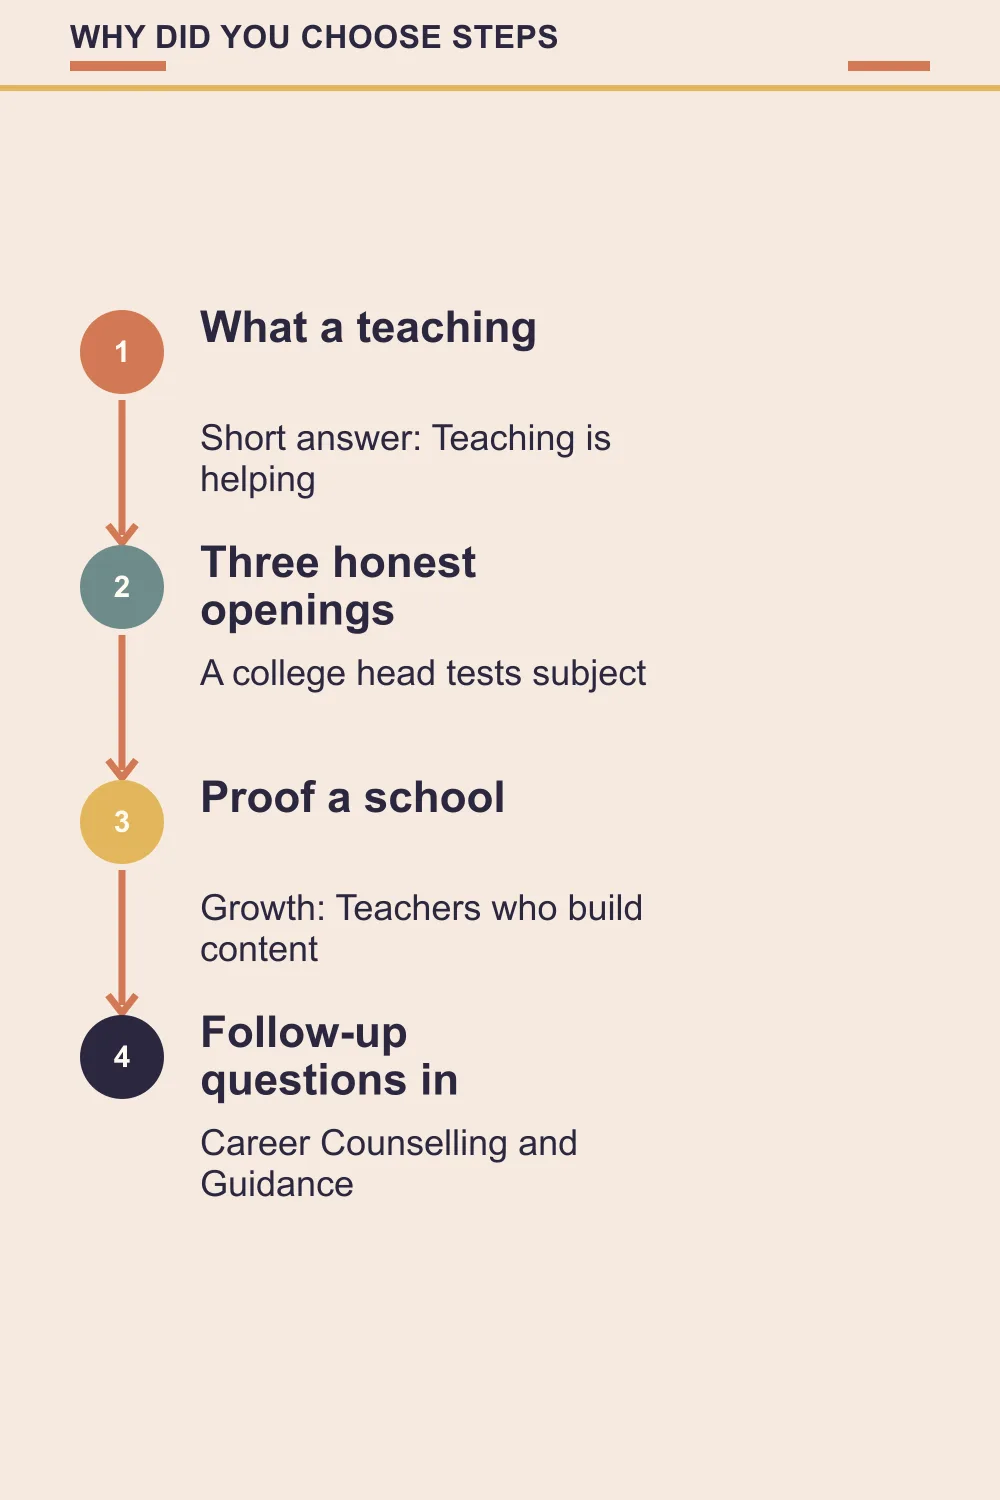 WHY DID YOU CHOOSE STEPS
1
What a teaching
Short answer: Teaching is
helping
2
Three honest
openings
A college head tests subject
3
Proof a school
Growth: Teachers who build
content
4
Follow-up
questions in
Career Counselling and
Guidance